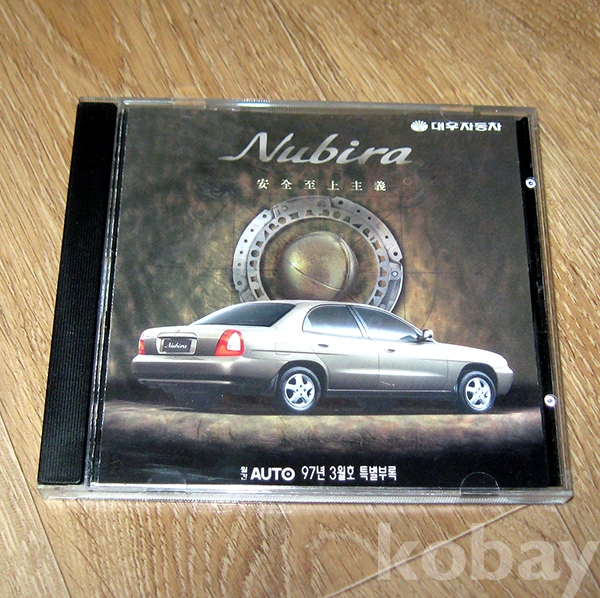 대우자동차
Nubira
安全至上主義
Nubira
월간 AUTO 97년 3월호 특별부록
kobay